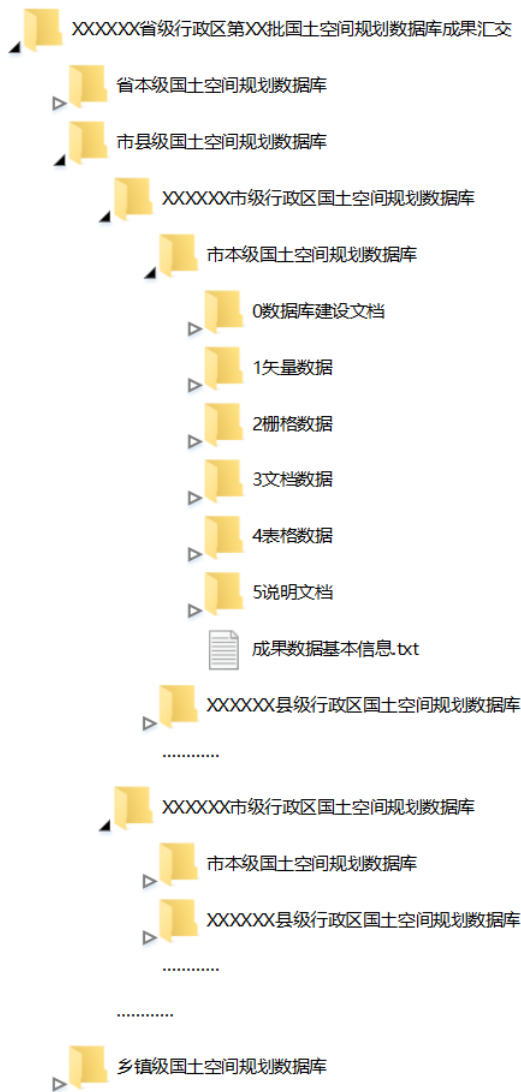 XXXXXX省级行政区第XX批国土空间规划数据库成果汇交
省本级国土空间规划数据库
市县级国土空间规划数据库
XXXXXX市级行政区国土空间规划数据库
市本级国土空间规划数据库
0数据库建设文档
1矢量数据
2栅格数据
3文档数据
4表格数据
5说明文档
成果数据基本信息.txt
XXXXXX县级行政区国土空间规划数据库
............
XXXXXX市级行政区国土空间规划数据库
市本级国土空间规划数据库
XXXXXX县级行政区国土空间规划数据库
............
............
乡镇级国土空间规划数据库